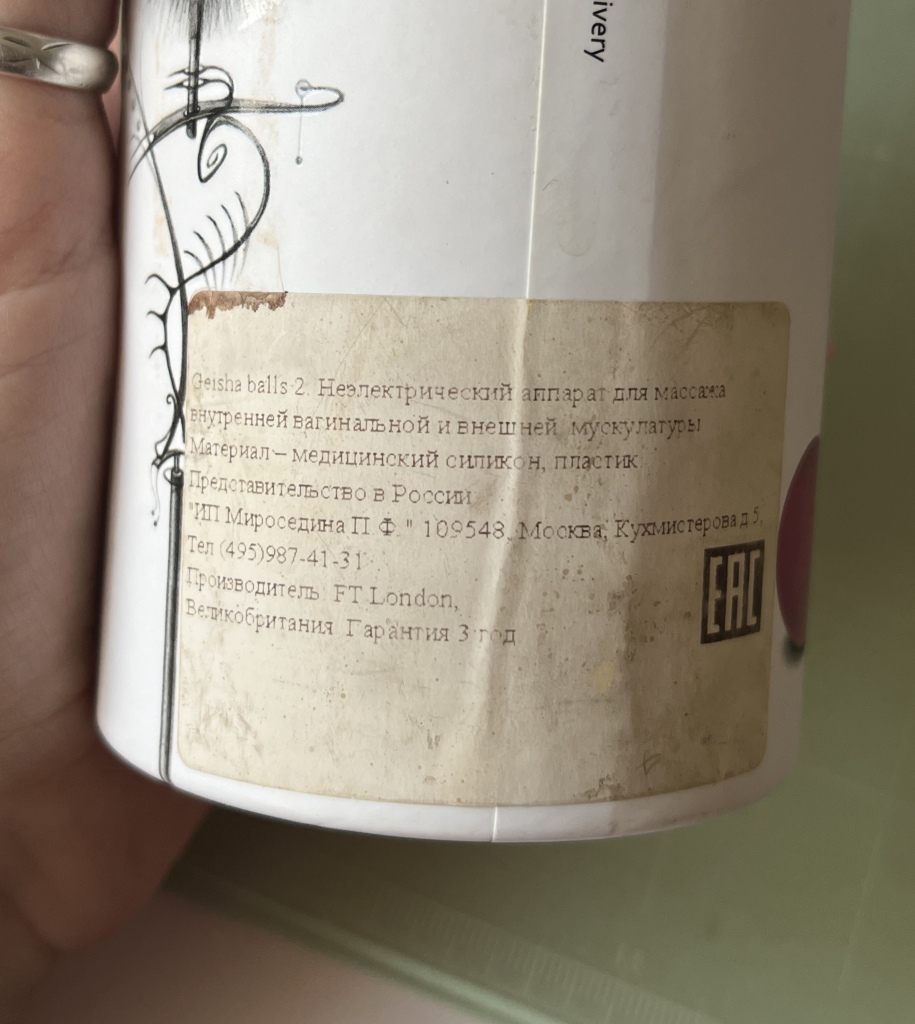 ivery
Geisha balls 2. Неэлектрический аппарат для массажа
внутренней вагинальной и внешней мускулатуры
Материал – медицинский силикон, пластик
Представительство в России
"ИП Мироседина П.Ф." 109548, Москва, Кухмистерова д.5,
Тел (495)987-41-31
Производитель: FT London,
Великобритания. Гарантия 3 год
EAC